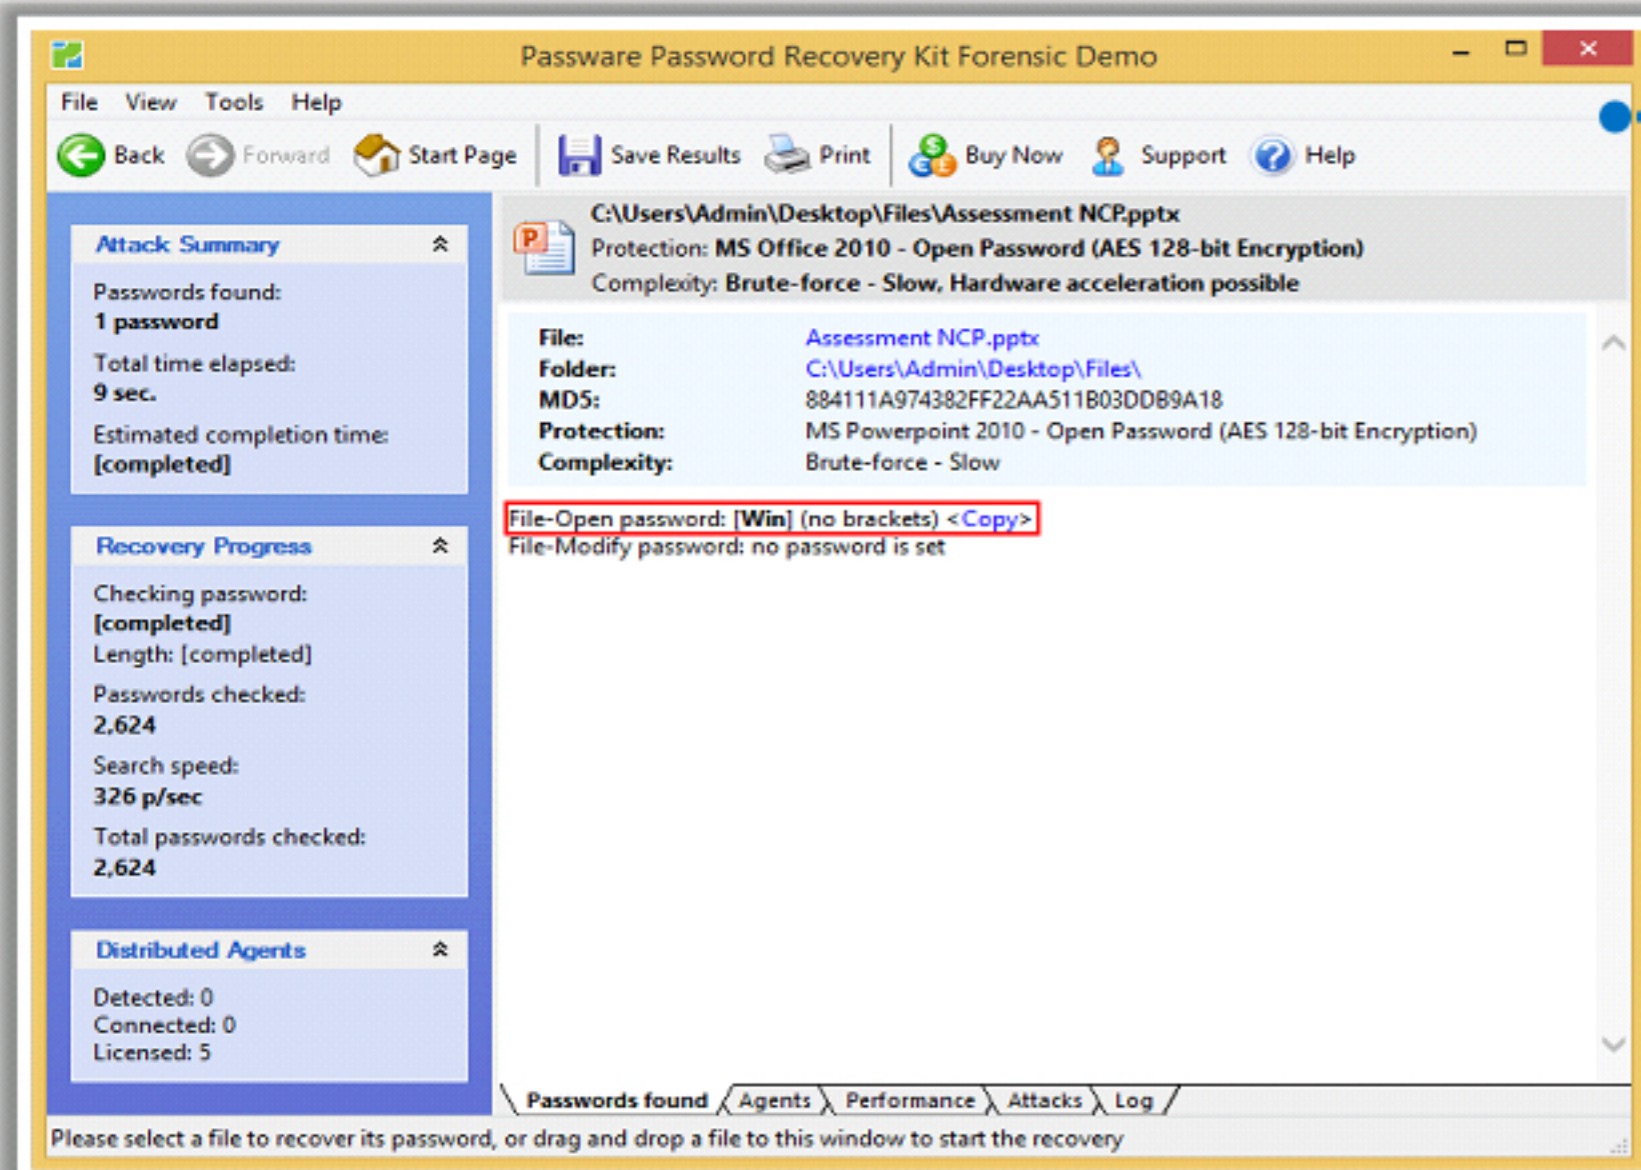 Passware Password Recovery Kit Forensic Demo
File View Tools Help
Back Forward Start Page Save Results Print Buy Now Support Help
Attack Summary
Passwords found:
1 password
Total time elapsed:
9 sec.
Estimated completion time:
[completed]
Recovery Progress
Checking password:
[completed]
Length: [completed]
Passwords checked:
2,624
Search speed:
326 p/sec
Total passwords checked:
2,624
Distributed Agents
Detected: 0
Connected: 0
Licensed: 5
C:\Users\Admin\Desktop\Files\Assessment NCP.pptx
Protection: MS Office 2010 - Open Password (AES 128-bit Encryption)
Complexity: Brute-force - Slow, Hardware acceleration possible
File: Assessment NCP.pptx
Folder: C:\Users\Admin\Desktop\Files\
MD5: 884111A974382FF22AA511B03DDB9A18
Protection: MS Powerpoint 2010 - Open Password (AES 128-bit Encryption)
Complexity: Brute-force - Slow
File-Open password: [Win] (no brackets) <Copy>
File-Modify password: no password is set
Passwords found Agents Performance Attacks Log
Please select a file to recover its password, or drag and drop a file to this window to start the recovery